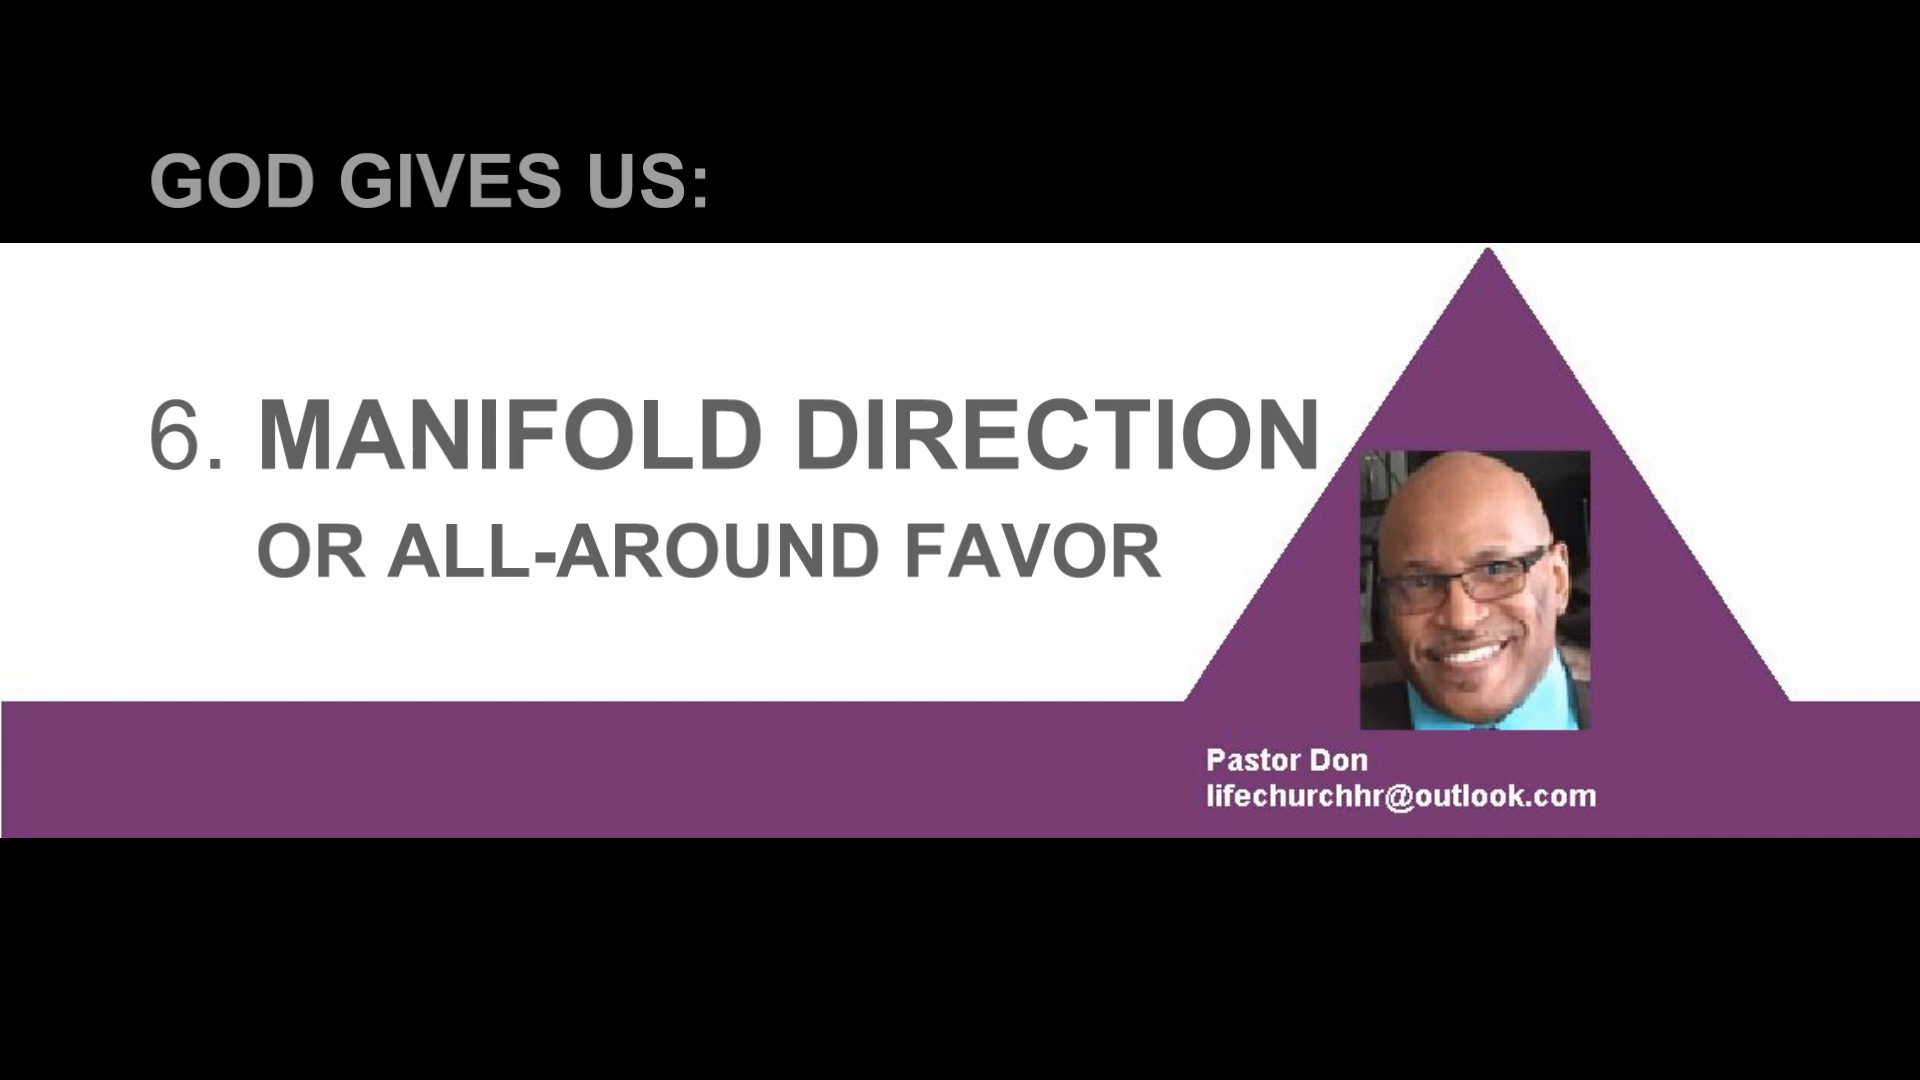 GOD GIVES US:
6. MANIFOLD DIRECTION
OR ALL-AROUND FAVOR
Pastor Don
lifechurchhr@outlook.com